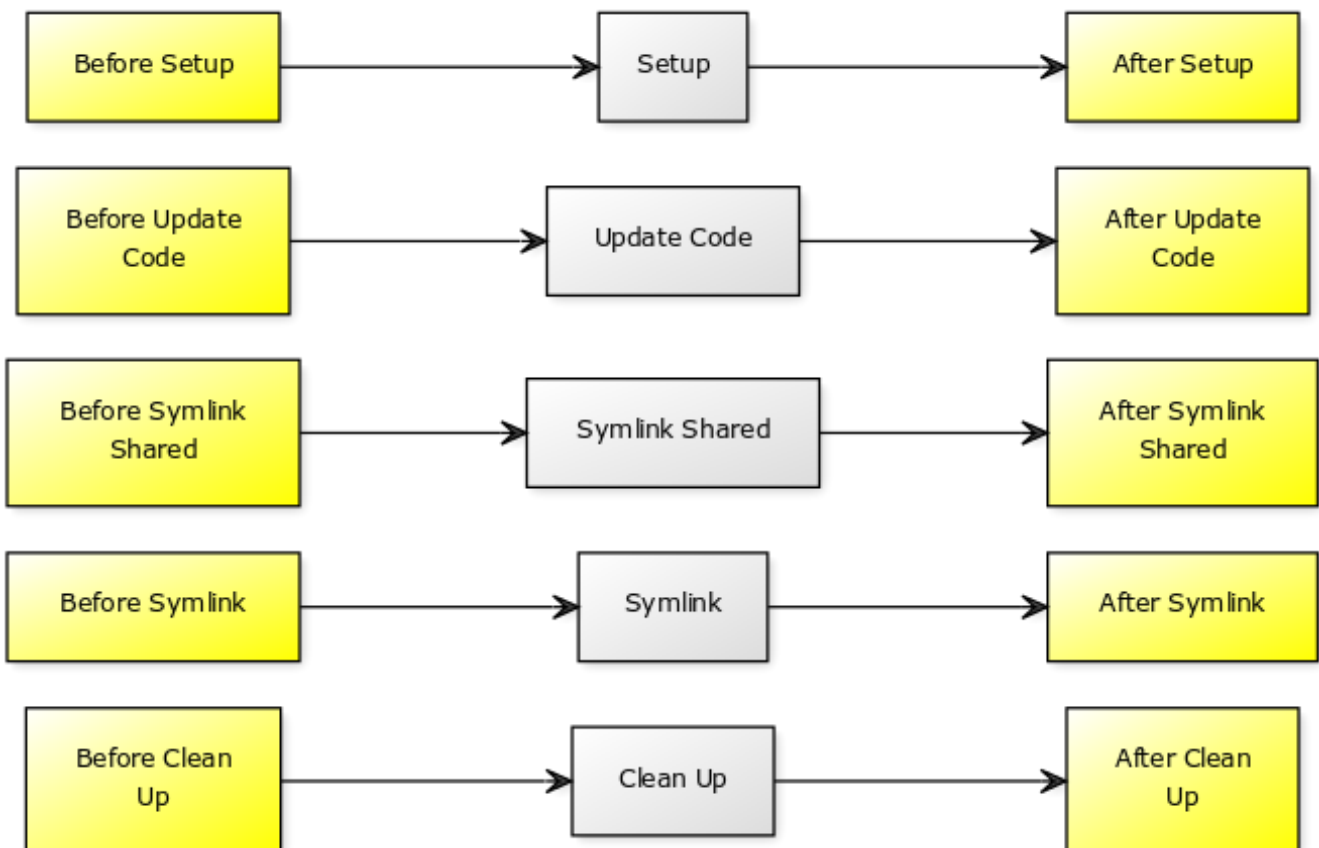 Before Setup
Setup
After Setup
Before Update
Code
Update Code
After Update
Code
Before Symlink
Shared
Symlink Shared
After Symlink
Shared
Before Symlink
Symlink
After Symlink
Before Clean
Up
Clean Up
After Clean
Up